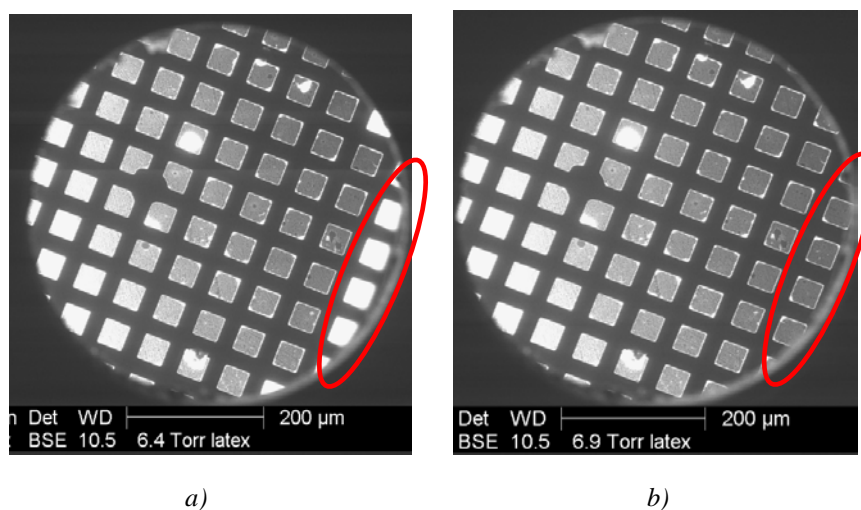 n Det WD 200 µm
BSE 10.5 6.4 Torr latex
Det WD 200 µm
BSE 10.5 6.9 Torr latex
a) b)